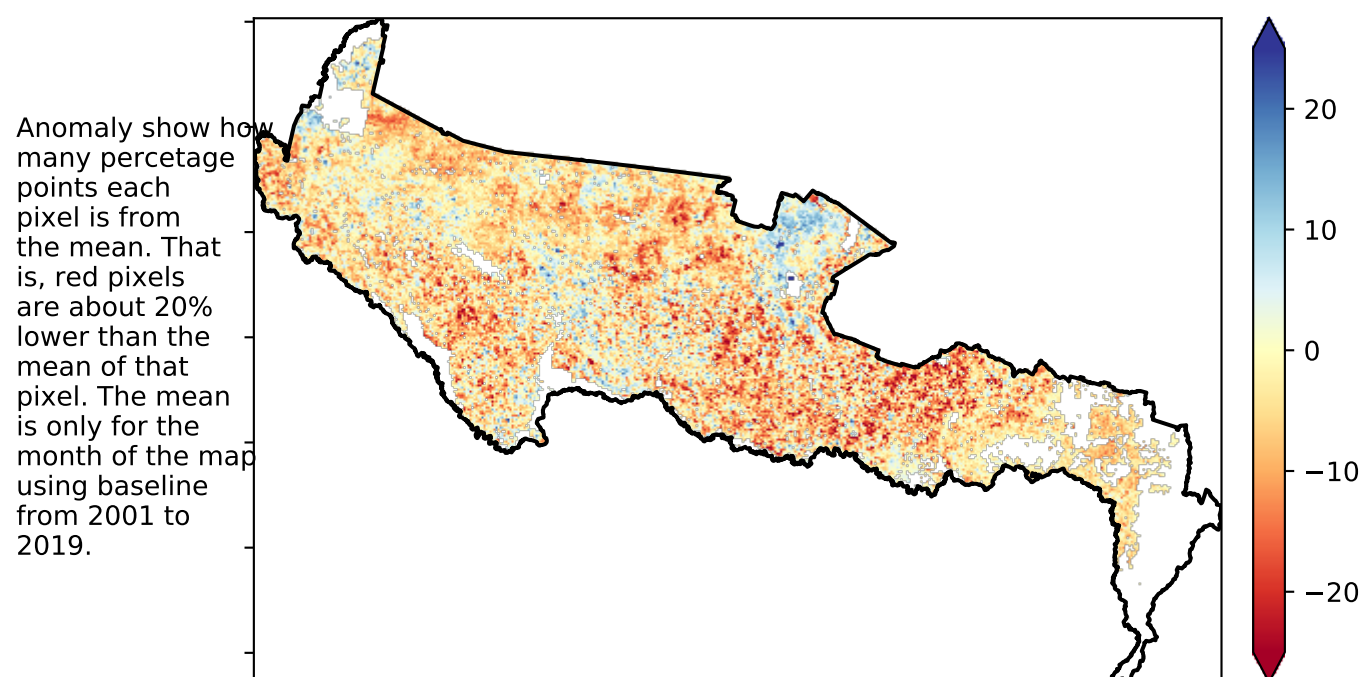 Anomaly show how
many percetage
points each
pixel is from
the mean. That
is, red pixels
are about 20%
lower than the
mean of that
pixel. The mean
is only for the
month of the map
using baseline
from 2001 to
2019.
20
10
0
−10
−20